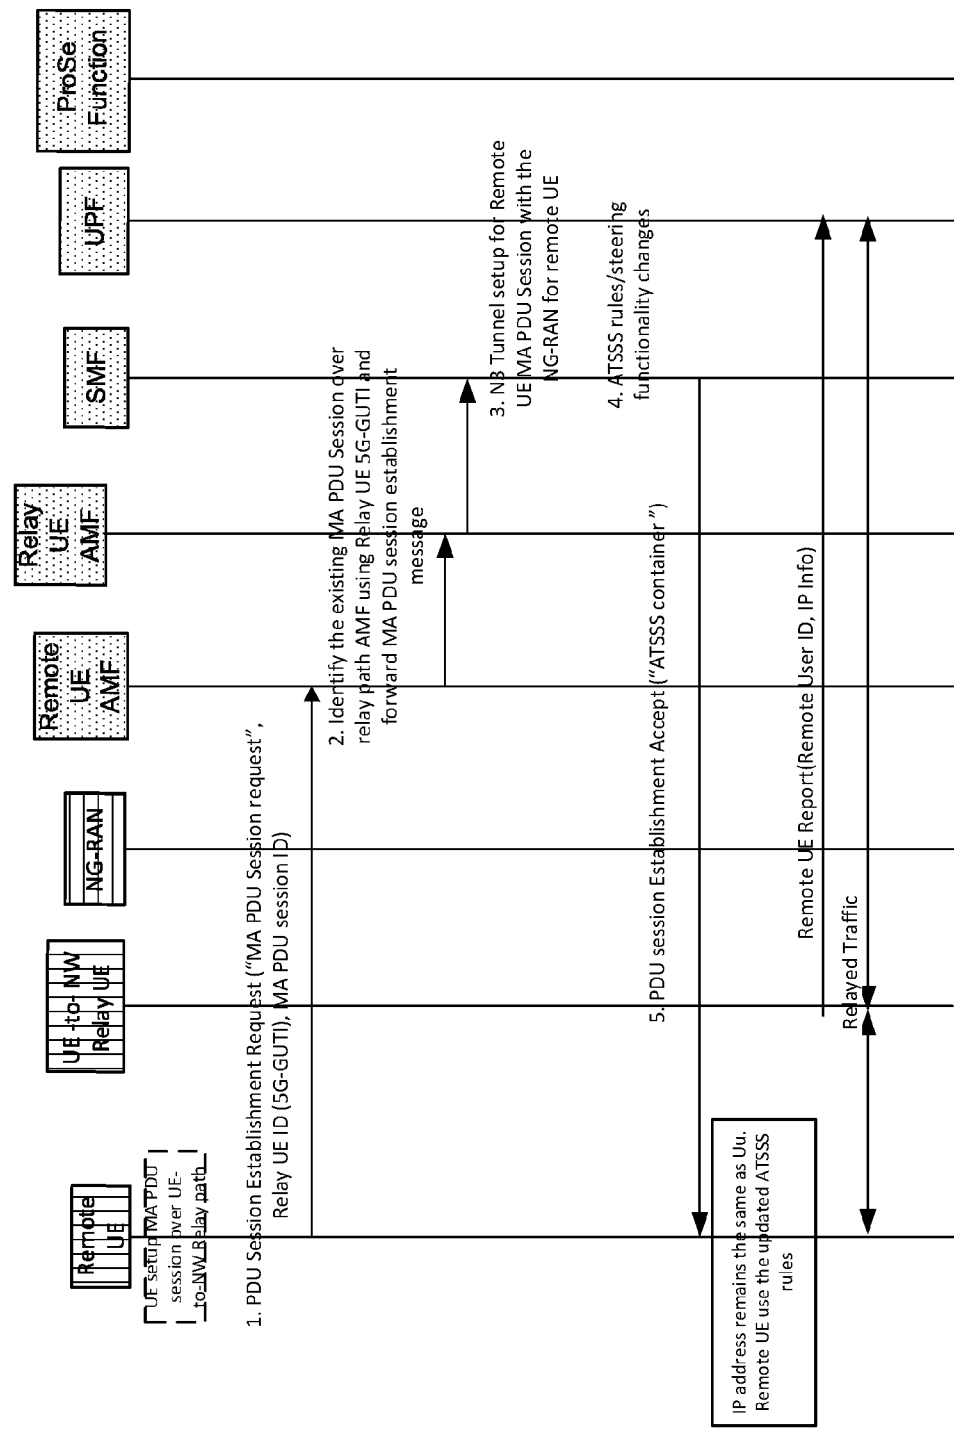 Remote
UE
UE-to- NW
Relay UE
NG-RAN
Remote
UE
AMF
Relay
UE
AMF
SMF
UPF
ProSe
Function
UE setup MA PDU
session over UE-
to-NW Relay path
1. PDU Session Establishment Request (“MA PDU Session request”,
Relay UE ID (5G-GUTI), MA PDU session ID)
2. Identify the existing MA PDU Session over
relay path AMF using Relay UE 5G-GUTI and
forward MA PDU session establishment
message
3. N3 Tunnel setup for Remote
UE MA PDU Session with the
NG-RAN for remote UE
4. ATSSS rules/steering
functionality changes
5. PDU session Establishment Accept (“ATSSS container”)
IP address remains the same as Uu.
Remote UE use the updated ATSSS
rules
Remote UE Report(Remote User ID, IP Info)
Relayed Traffic